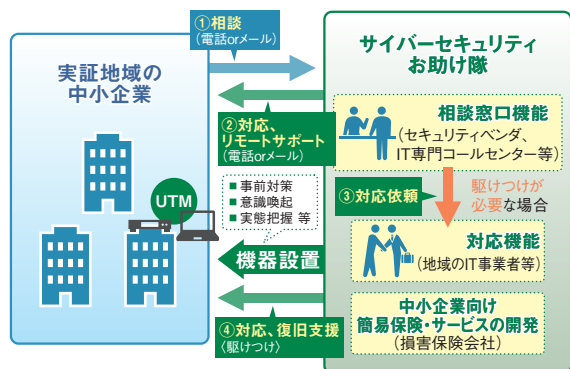 ①相談
(電話orメール)
実証地域の
中小企業
UTM
②対応、
リモートサポート
(電話orメール)
■事前対策
■意識喚起
■実態把握 等
機器設置
④対応、復旧支援
〈駆けつけ〉
サイバーセキュリティ
お助け隊
相談窓口機能
(セキュリティベンダ、
IT専門コールセンター等)
③対応依頼
駆けつけが
必要な場合
対応機能
(地域のIT事業者等)
中小企業向け
簡易保険・サービスの開発
(損害保険会社)